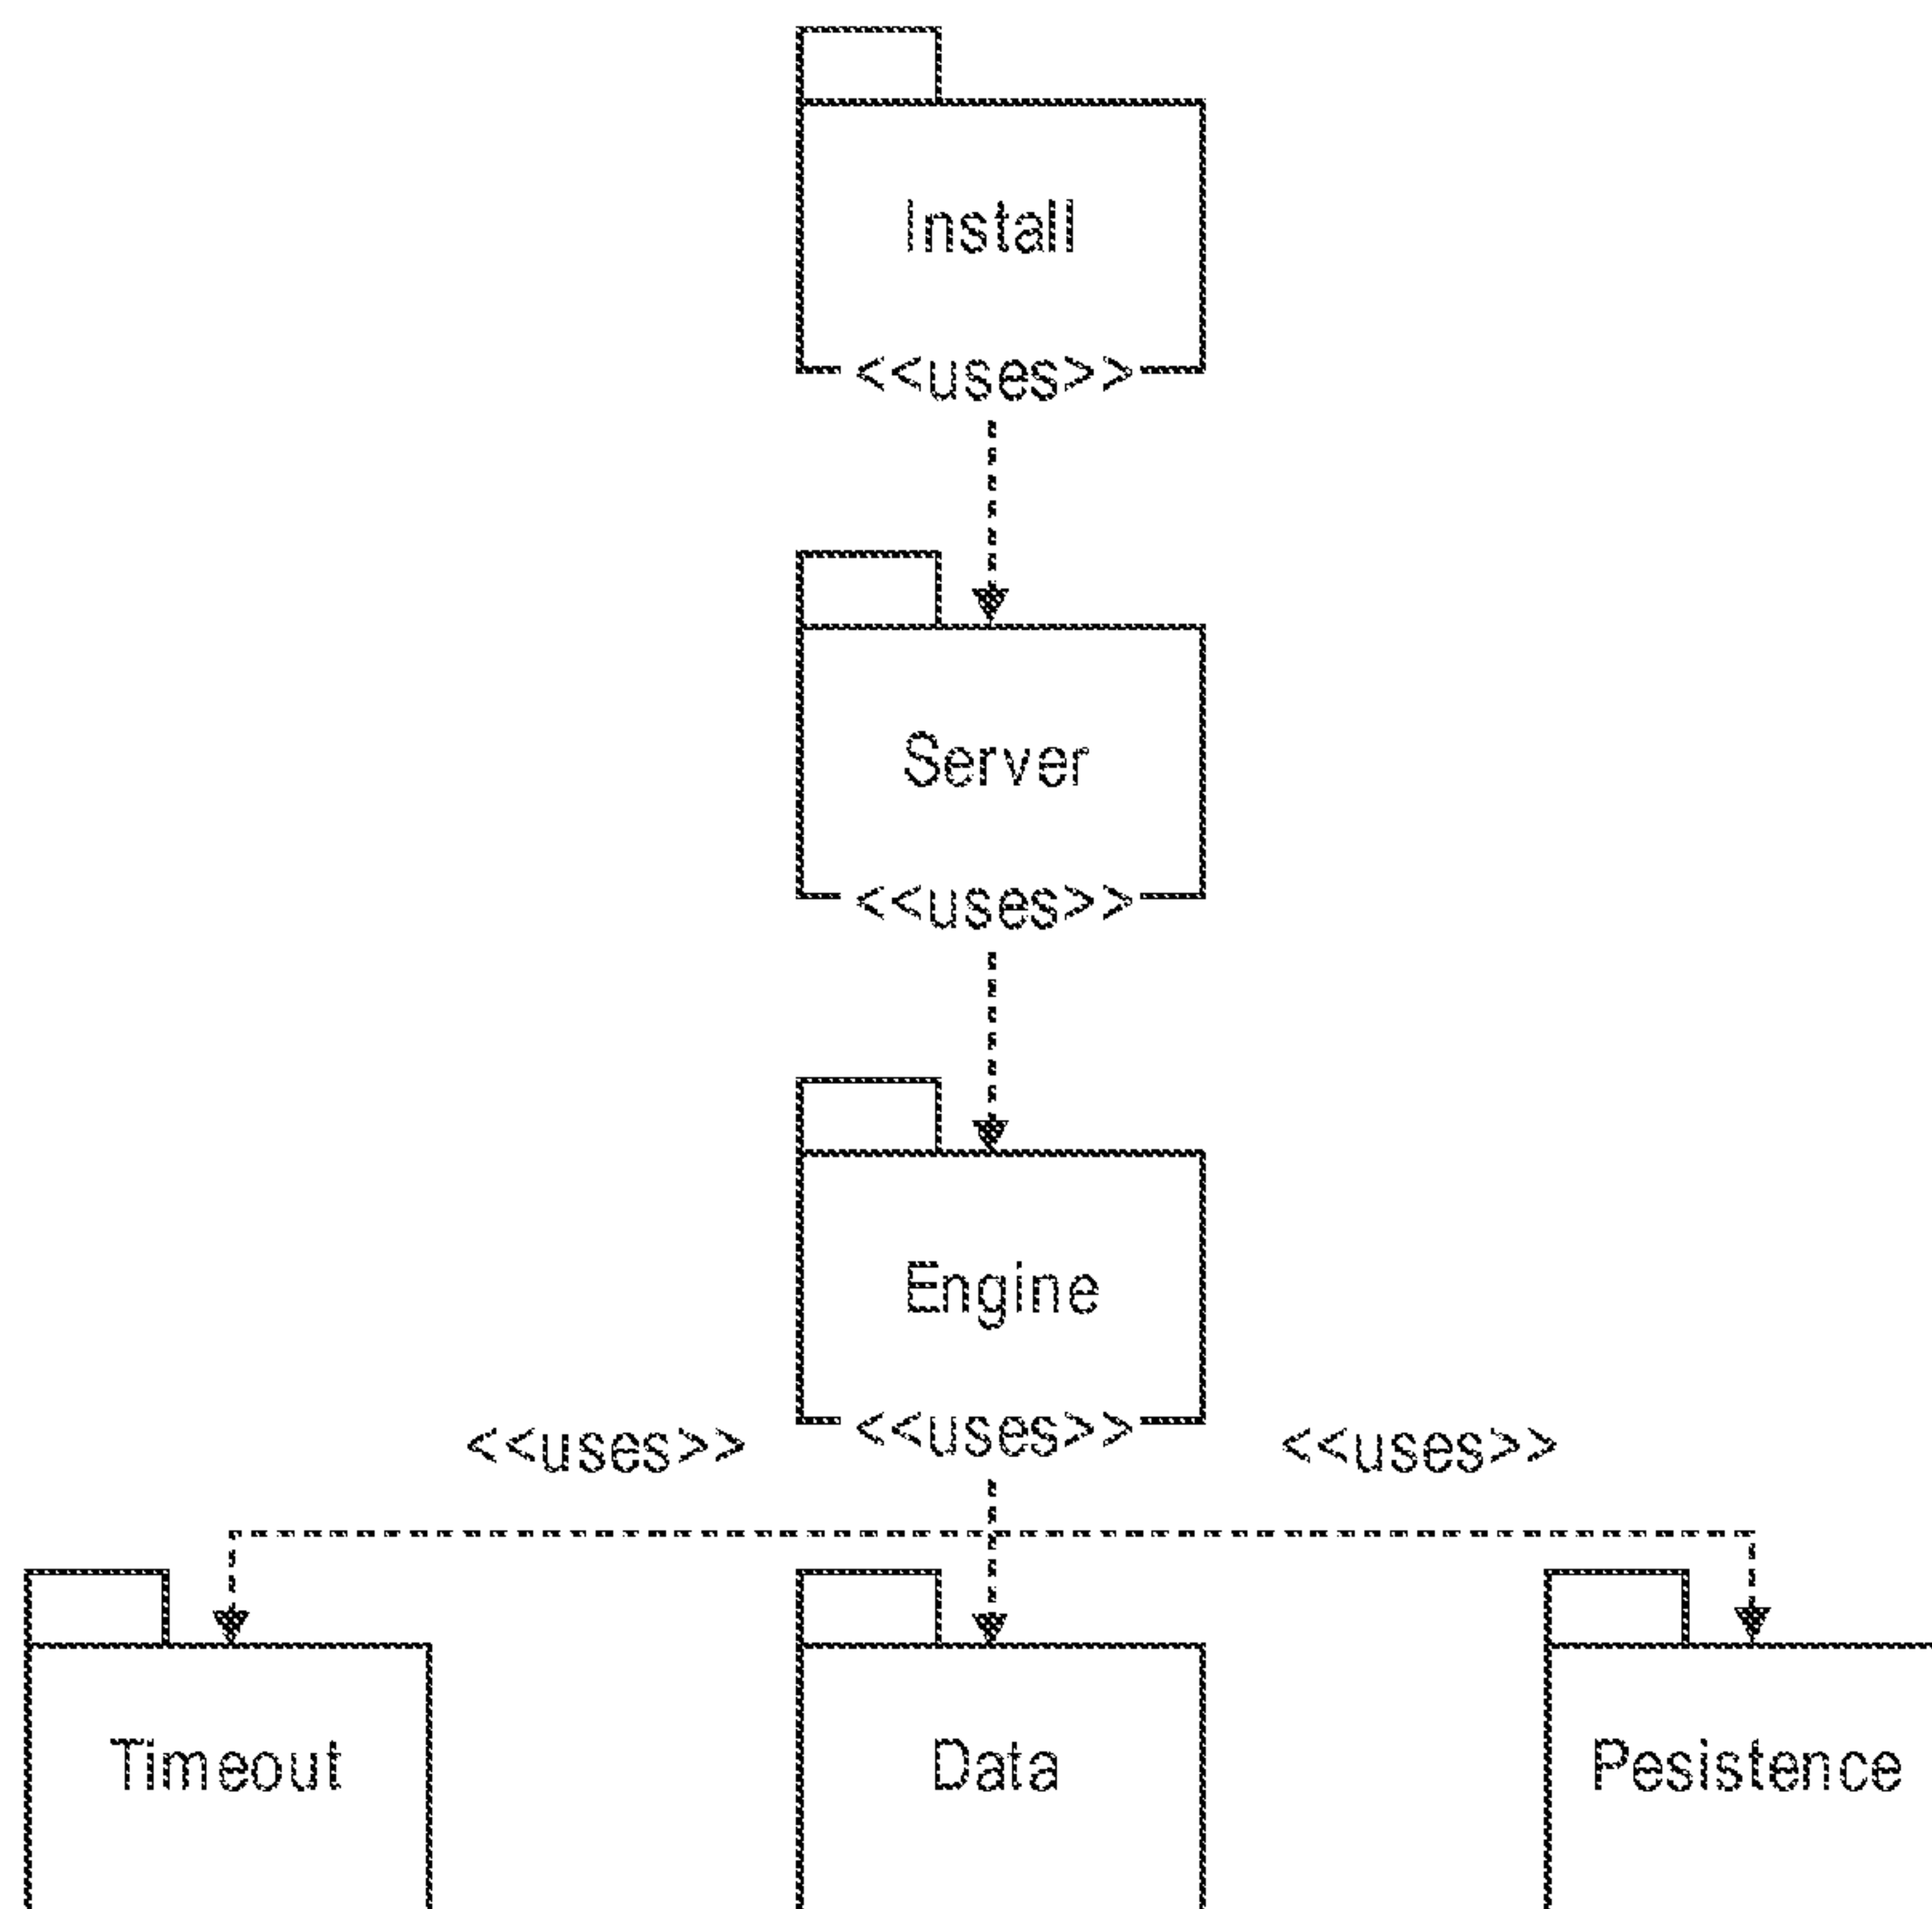 Install
<<uses>>
Server
<<uses>>
Engine
<<uses>> <<uses>> <<uses>>
Timeout Data Pesistence